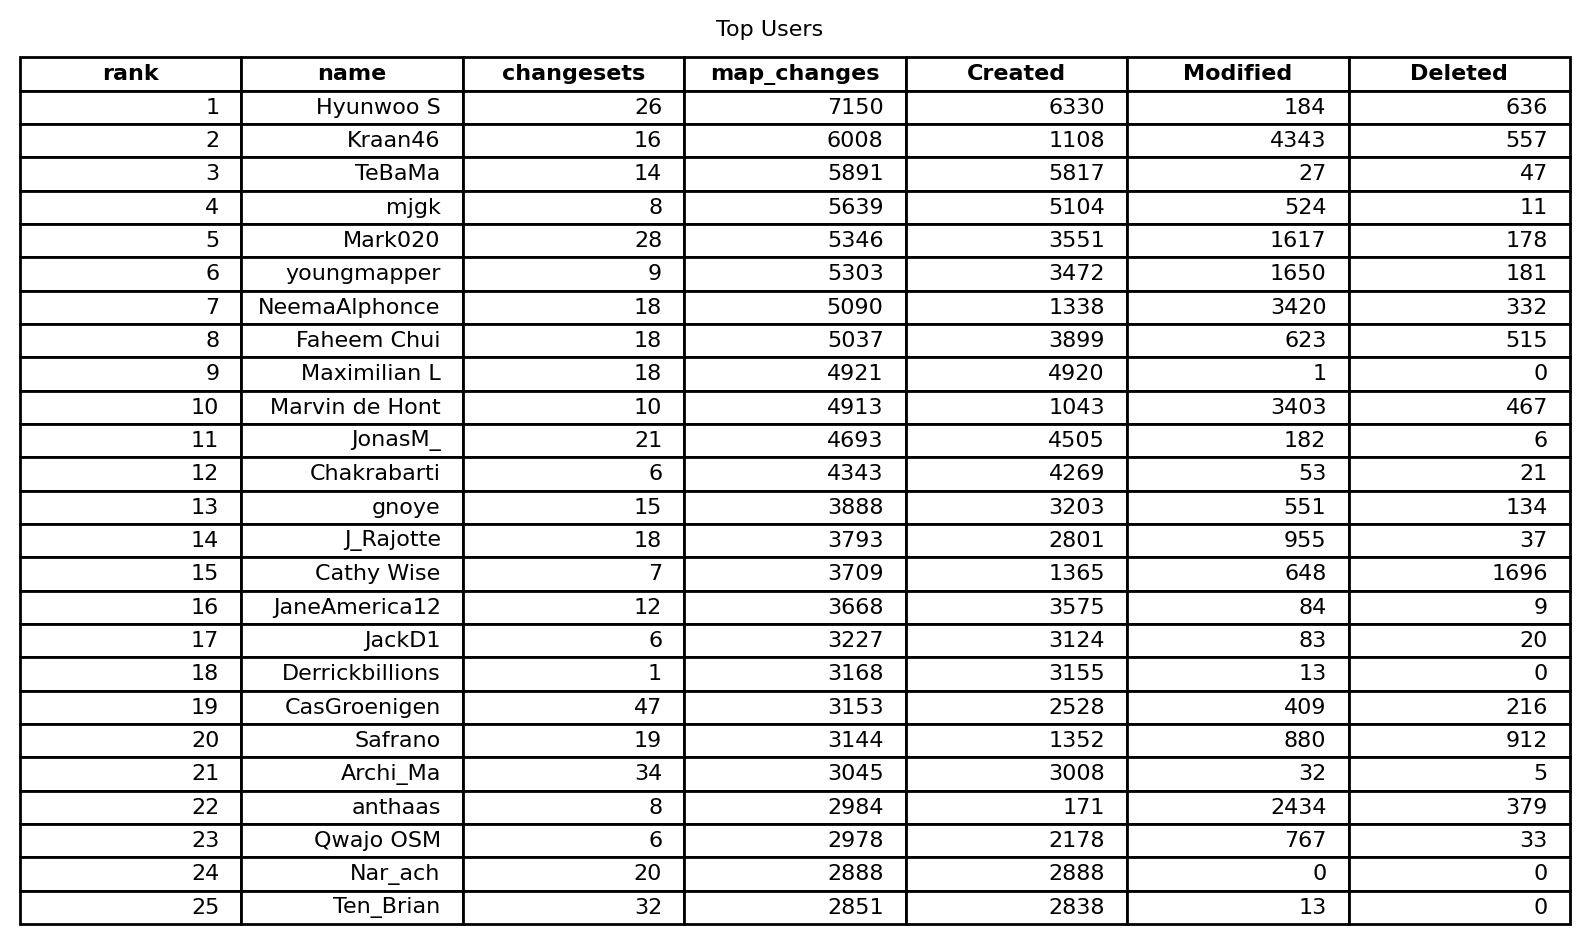 Top Users
rank name changesets map_changes Created Modified Deleted
1 Hyunwoo S 26 7150 6330 184 636
2 Kraan46 16 6008 1108 4343 557
3 TeBaMa 14 5891 5817 27 47
4 mjgk 8 5639 5104 524 11
5 Mark020 28 5346 3551 1617 178
6 youngmapper 9 5303 3472 1650 181
7 NeemaAlphonce 18 5090 1338 3420 332
8 Faheem Chui 18 5037 3899 623 515
9 Maximilian L 18 4921 4920 1 0
10 Marvin de Hont 10 4913 1043 3403 467
11 JonasM_ 21 4693 4505 182 6
12 Chakrabarti 6 4343 4269 53 21
13 gnoye 15 3888 3203 551 134
14 J_Rajotte 18 3793 2801 955 37
15 Cathy Wise 7 3709 1365 648 1696
16 JaneAmerica12 12 3668 3575 84 9
17 JackD1 6 3227 3124 83 20
18 Derrickbillions 1 3168 3155 13 0
19 CasGroenigen 47 3153 2528 409 216
20 Safrano 19 3144 1352 880 912
21 Archi_Ma 34 3045 3008 32 5
22 anthaas 8 2984 171 2434 379
23 Qwajo OSM 6 2978 2178 767 33
24 Nar_ach 20 2888 2888 0 0
25 Ten_Brian 32 2851 2838 13 0